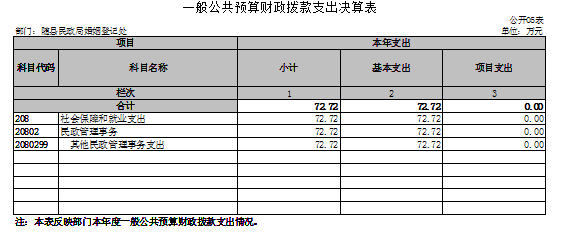 一般公共预算财政拨款支出决算表
公开05表
部门：隰县民政局婚姻登记处 单位：万元
项目 本年支出
科目代码 科目名称 小计 基本支出 项目支出
栏次 1 2 3
合计 72.72 72.72 0.00
208 社会保障和就业支出 72.72 72.72 0.00
20802 民政管理事务 72.72 72.72 0.00
2080299 其他民政管理事务支出 72.72 72.72 0.00
注：本表反映部门本年度一般公共预算财政拨款支出情况。